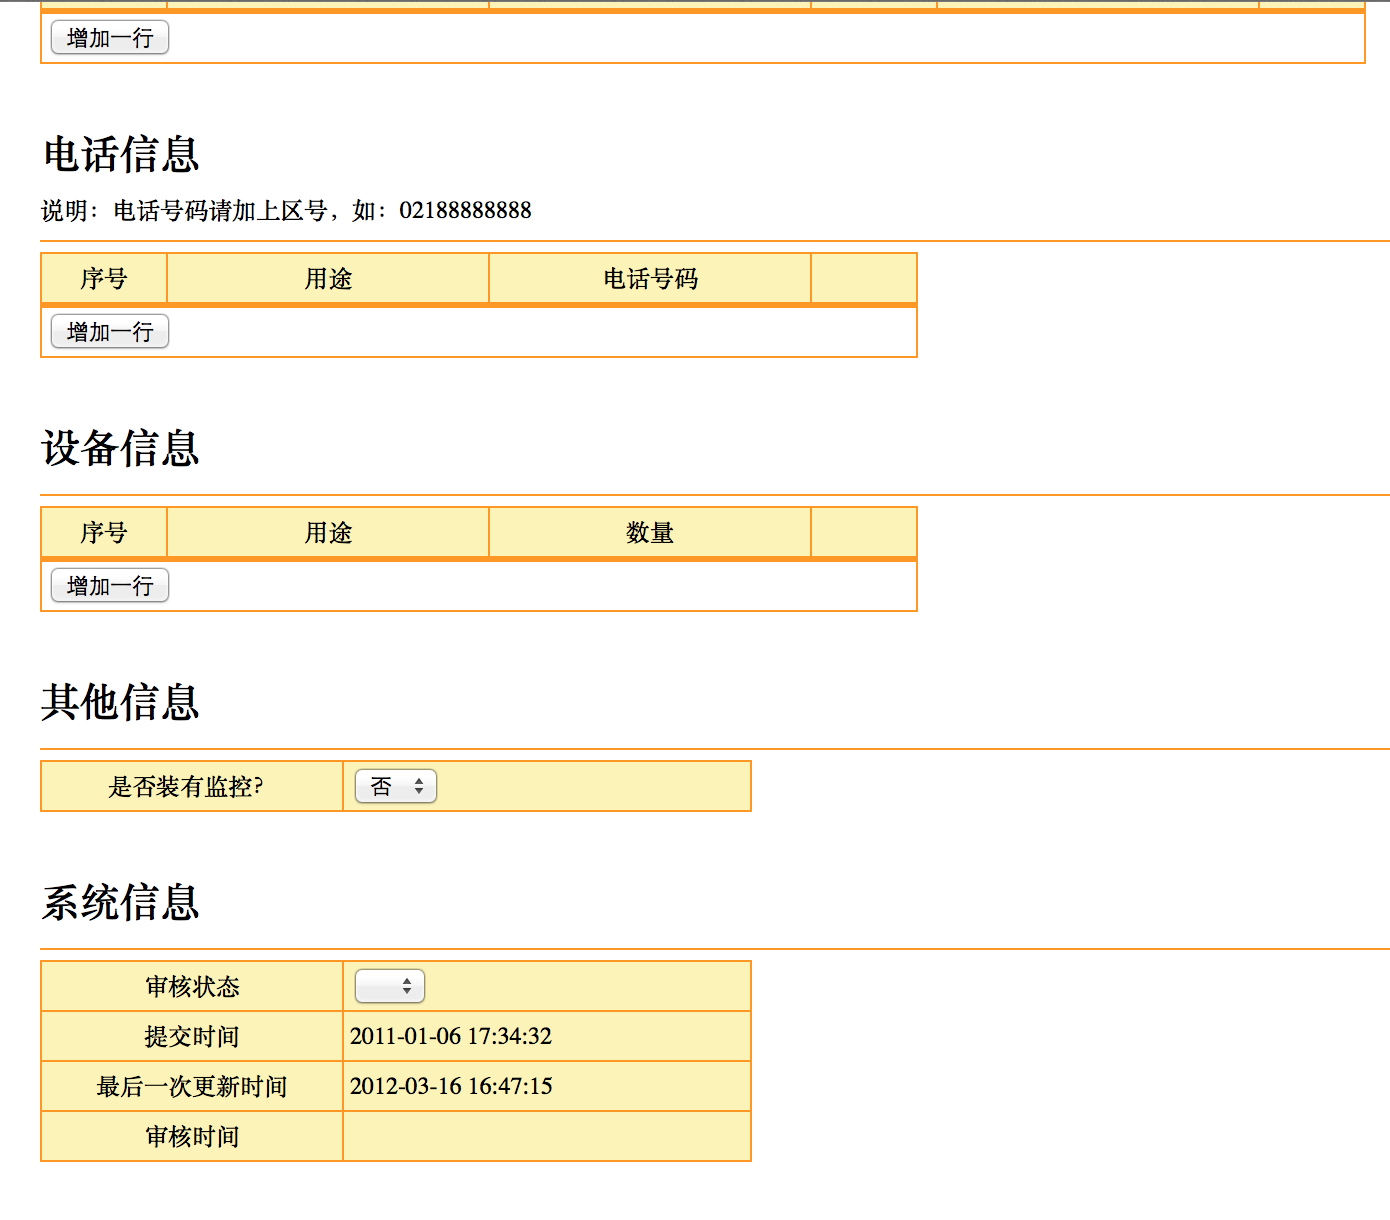 增加一行
电话信息
说明：电话号码请加上区号，如：02188888888
序号 用途 电话号码
增加一行
设备信息
序号 用途 数量
增加一行
其他信息
是否装有监控? 否
系统信息
审核状态
提交时间 2011-01-06 17:34:32
最后一次更新时间 2012-03-16 16:47:15
审核时间